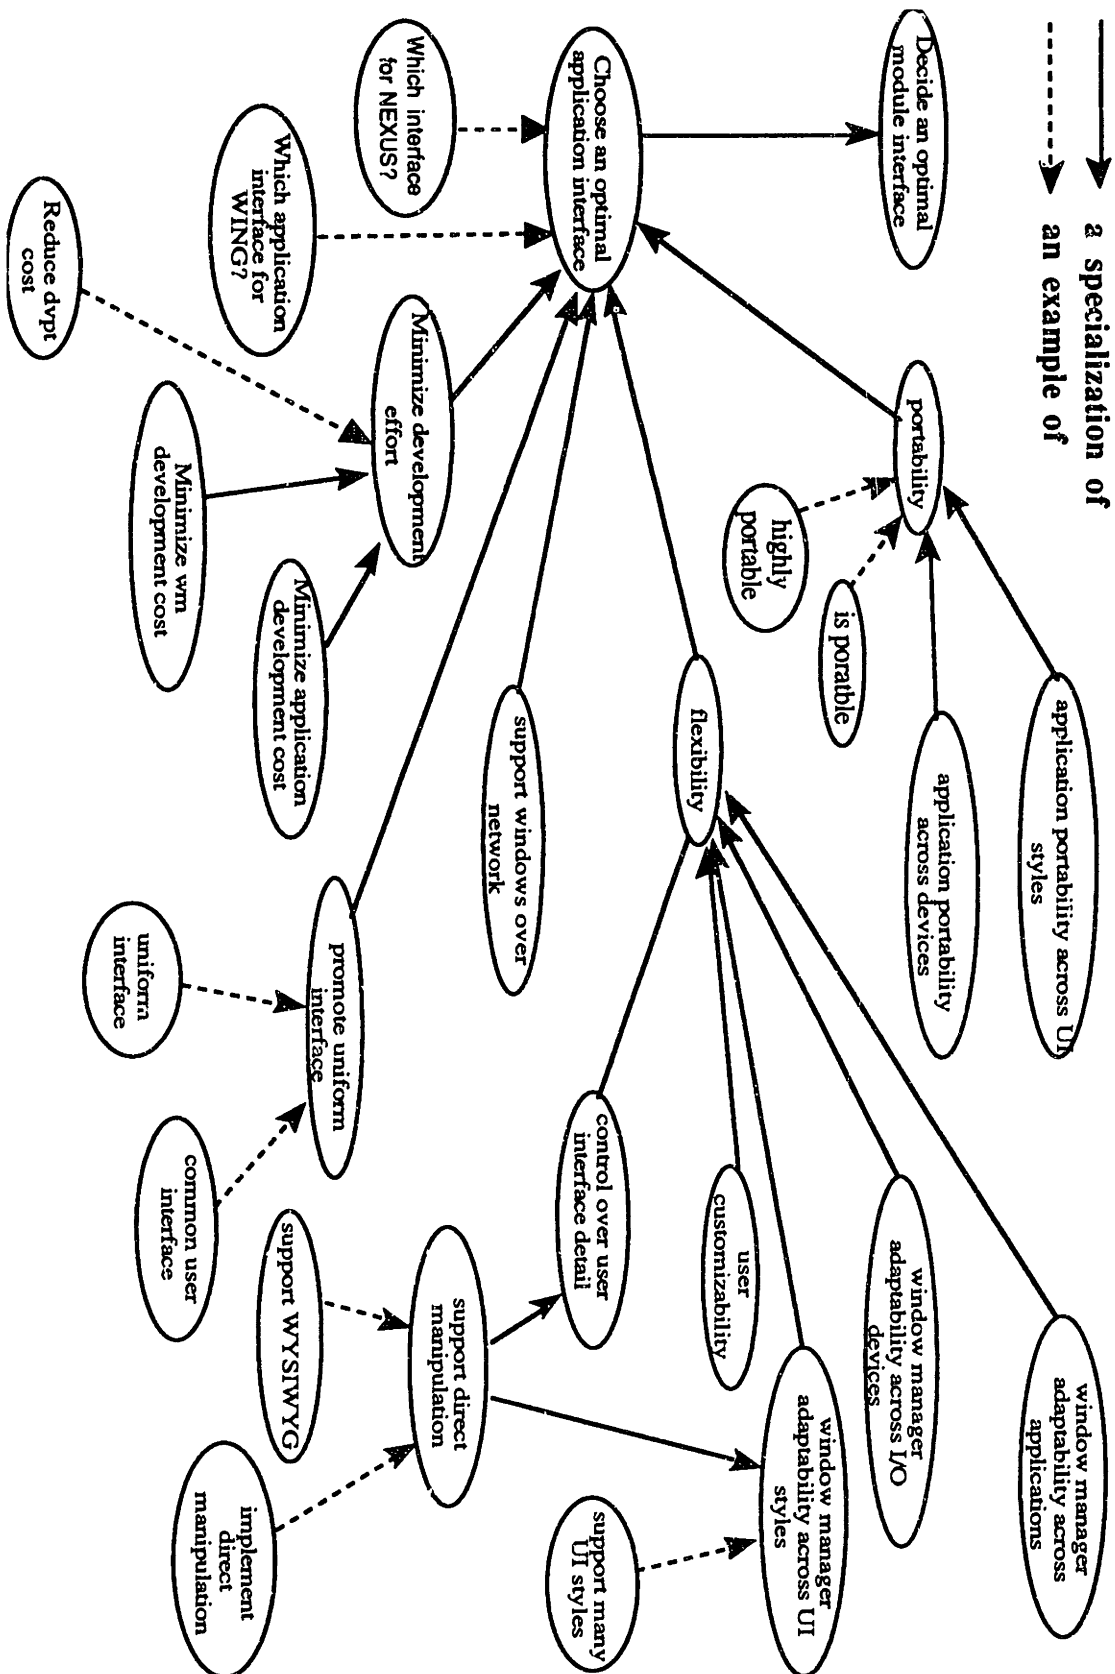 a specialization of
an example of
Decide an optimal
module interface
Choose an optimal
application interface
Which interface
for NEXUS?
Which application
interface for
WING?
Reduce dvpt
cost
Minimize development
effort
Minimize wm
development cost
Minimize application
development cost
portability
highly
portable
is poratble
application portability across UI
styles
application portability
across devices
flexibility
support windows over
network
promote uniform
interface
uniform
interface
common user
interface
control over user
interface detail
user
customizability
window manager
adaptability across I/O
devices
window manager
adaptability across
applications
window manager
adaptability across UI
styles
support direct
manipulation
support WYSIWYG
implement
direct
manipulation
support many
UI styles